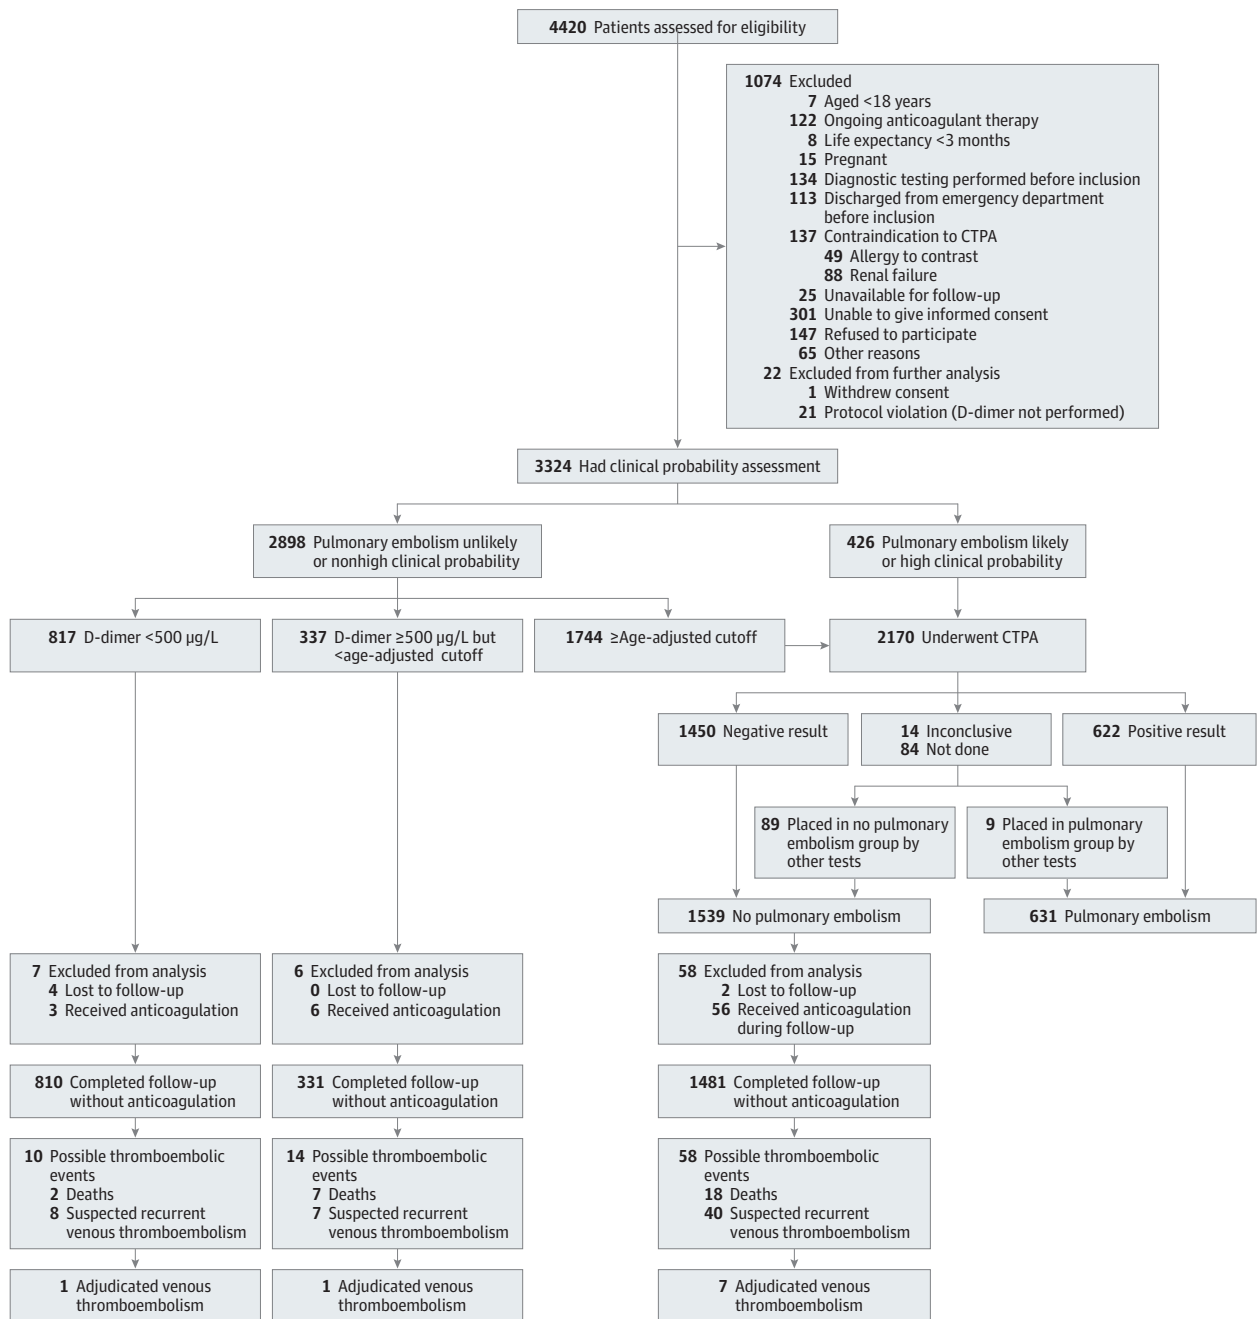 4420 Patients assessed for eligibility
1074 Excluded
7 Aged <18 years
122 Ongoing anticoagulant therapy
8 Life expectancy <3 months
15 Pregnant
134 Diagnostic testing performed before inclusion
113 Discharged from emergency department
before inclusion
137 Contraindication to CTPA
49 Allergy to contrast
88 Renal failure
25 Unavailable for follow-up
301 Unable to give informed consent
147 Refused to participate
65 Other reasons
22 Excluded from further analysis
1 Withdrew consent
21 Protocol violation (D-dimer not performed)
3324 Had clinical probability assessment
2898 Pulmonary embolism unlikely
or nonhigh clinical probability
426 Pulmonary embolism likely
or high clinical probability
817 D-dimer <500 µg/L
337 D-dimer ≥500 µg/L but
<age-adjusted cutoff
1744 ≥Age-adjusted cutoff
2170 Underwent CTPA
1450 Negative result
14 Inconclusive
84 Not done
622 Positive result
89 Placed in no pulmonary
embolism group by
other tests
9 Placed in pulmonary
embolism group by
other tests
1539 No pulmonary embolism
631 Pulmonary embolism
7 Excluded from analysis
4 Lost to follow-up
3 Received anticoagulation
6 Excluded from analysis
0 Lost to follow-up
6 Received anticoagulation
58 Excluded from analysis
2 Lost to follow-up
56 Received anticoagulation
during follow-up
810 Completed follow-up
without anticoagulation
331 Completed follow-up
without anticoagulation
1481 Completed follow-up
without anticoagulation
10 Possible thromboembolic
events
2 Deaths
8 Suspected recurrent
venous thromboembolism
14 Possible thromboembolic
events
7 Deaths
7 Suspected recurrent
venous thromboembolism
58 Possible thromboembolic
events
18 Deaths
40 Suspected recurrent
venous thromboembolism
1 Adjudicated venous
thromboembolism
1 Adjudicated venous
thromboembolism
7 Adjudicated venous
thromboembolism